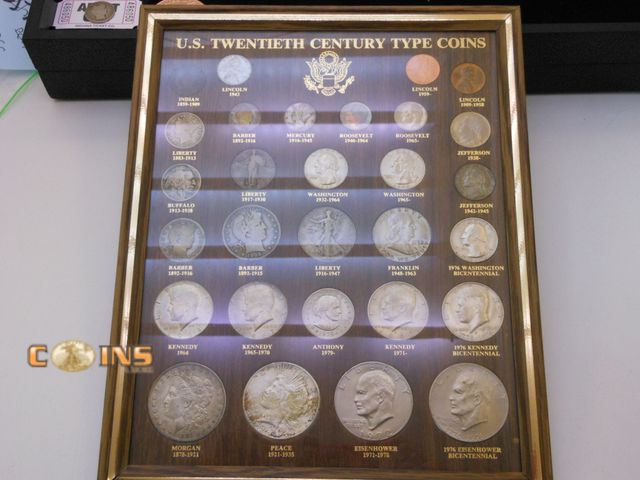 U.S. TWENTIETH CENTURY TYPE COINS
LINCOLN
1943
LINCOLN
1959-
INDIAN
1859-1909
LINCOLN
1909-1958
BARBER
1892-1916
MERCURY
1916-1945
ROOSEVELT
1946-1964
ROOSEVELT
1965-
LIBERTY
1883-1913
JEFFERSON
1938-
LIBERTY
1917-1930
WASHINGTON
1932-1964
WASHINGTON
1965-
BUFFALO
1913-1938
JEFFERSON
1942-1945
BARBER
1892-1916
BARBER
1892-1915
LIBERTY
1916-1947
FRANKLIN
1948-1963
1976 WASHINGTON
BICENTENNIAL
KENNEDY
1964
KENNEDY
1965-1970
ANTHONY
1979-
KENNEDY
1971-
1976 KENNEDY
BICENTENNIAL
COINS
& MORE
MORGAN
1878-1921
PEACE
1921-1935
EISENHOWER
1971-1978
1976 EISENHOWER
BICENTENNIAL